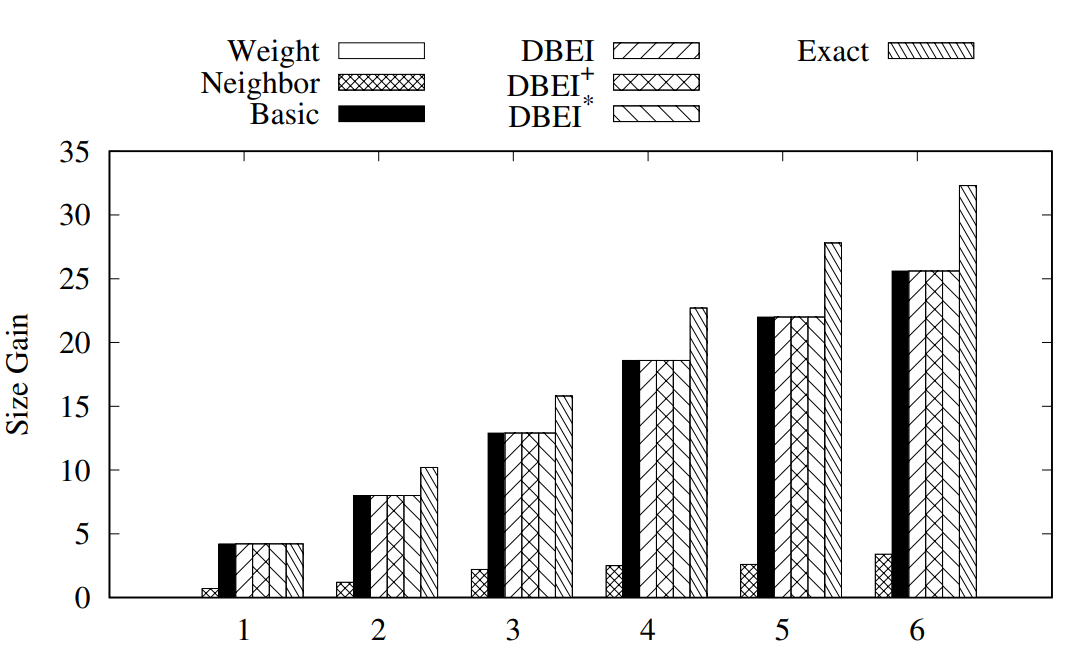 Weight
Neighbor
Basic
DBEI
DBEI+
DBEI*
Exact
35
30
25
20
15
10
5
0
Size Gain
1 2 3 4 5 6